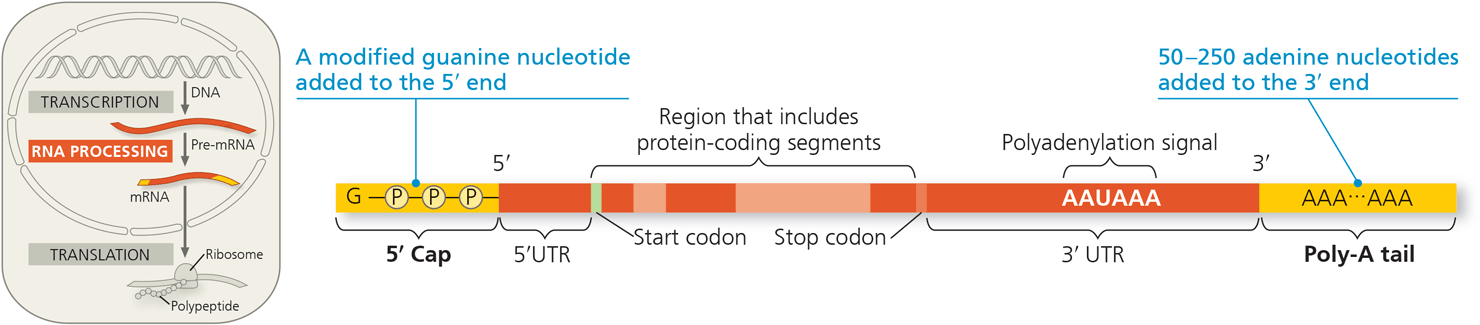 DNA
TRANSCRIPTION
RNA PROCESSING
Pre-mRNA
mRNA
TRANSLATION
Ribosome
Polypeptide
A modified guanine nucleotide
added to the 5′ end
50–250 adenine nucleotides
added to the 3′ end
Region that includes
protein-coding segments
Polyadenylation signal
5′
3′
G P P P
AAUAAA
AAA···AAA
Start codon
Stop codon
5′ Cap
5′UTR
3′ UTR
Poly-A tail